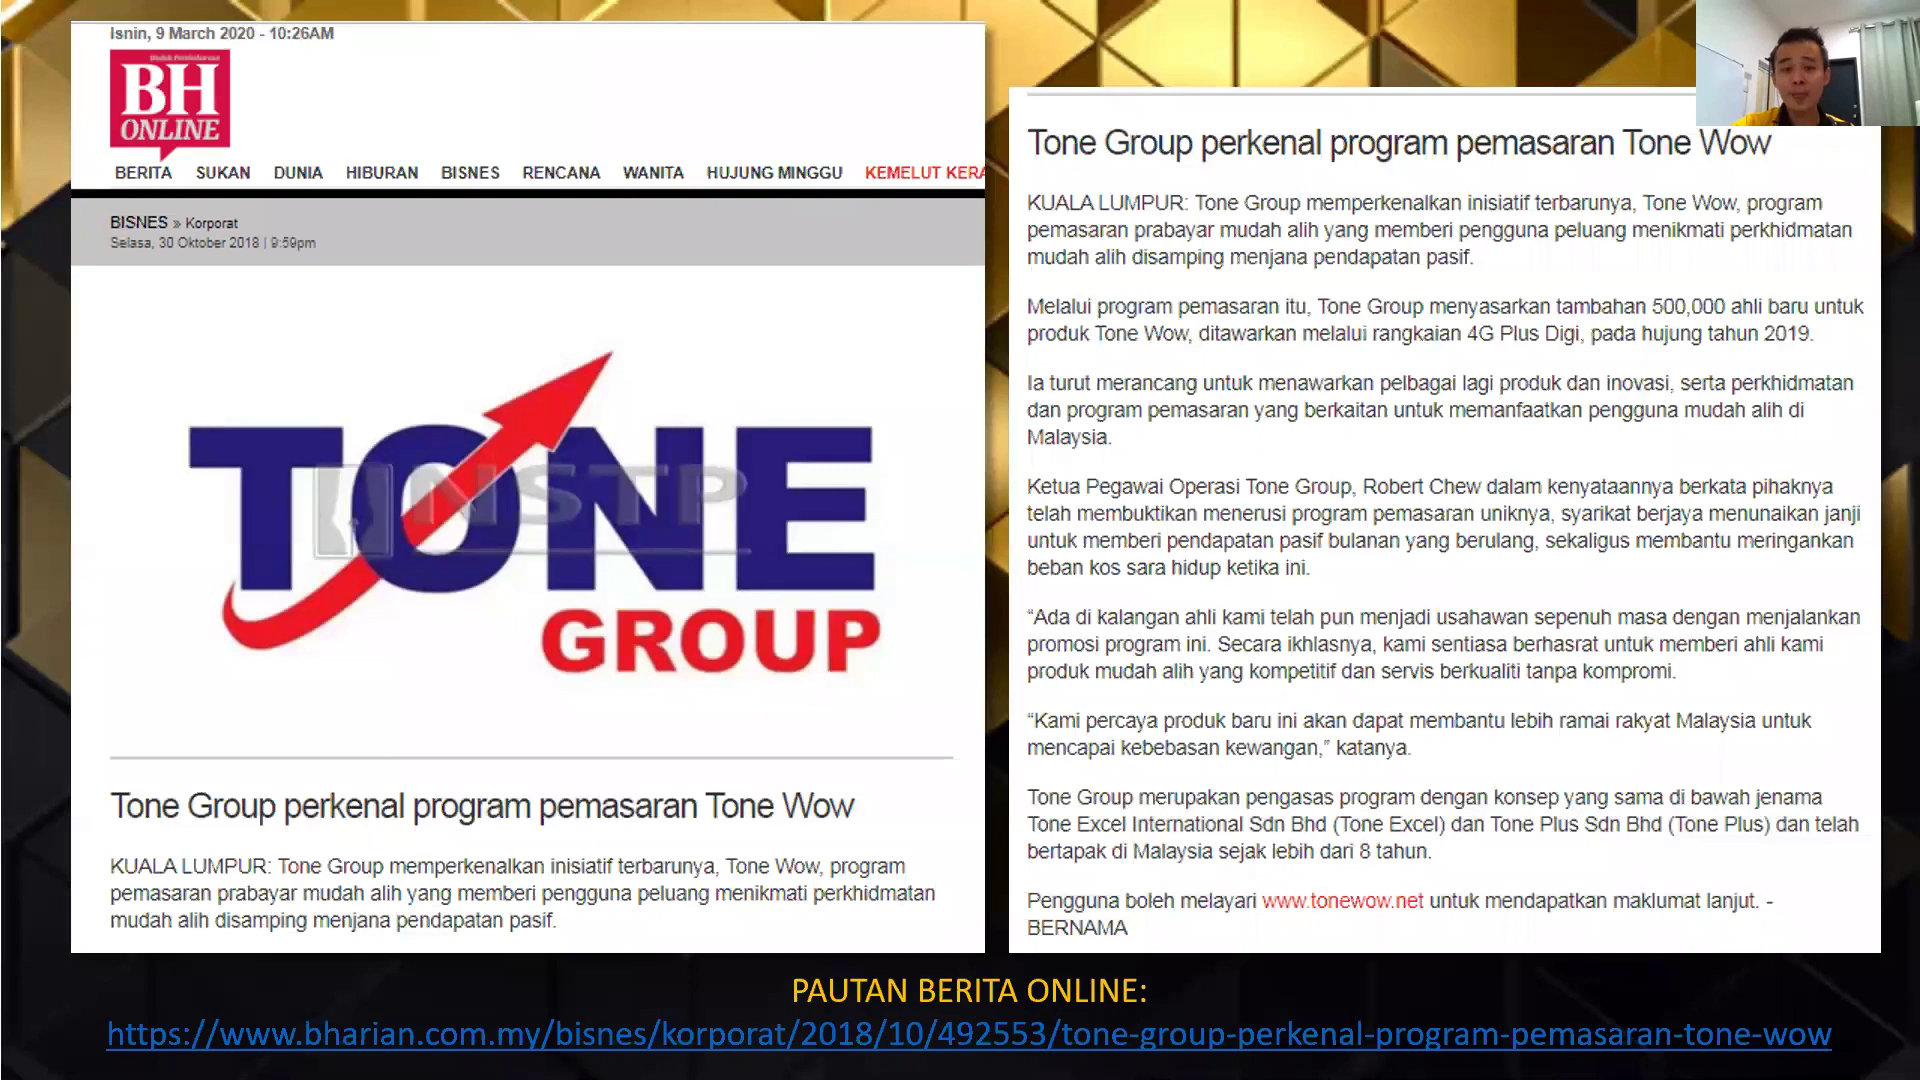 Isnin, 9 March 2020 - 10:26AM
BH
ONLINE
BERITA SUKAN DUNIA HIBURAN BISNES RENCANA WANITA HUJUNG MINGGU KEMELUT KERA
BISNES » Korporat
Selasa, 30 Oktober 2018 | 9:59pm
TONE
NSTP
GROUP
Tone Group perkenal program pemasaran Tone Wow
KUALA LUMPUR: Tone Group memperkenalkan inisiatif terbarunya, Tone Wow, program
pemasaran prabayar mudah alih yang memberi pengguna peluang menikmati perkhidmatan
mudah alih disamping menjana pendapatan pasif.
Tone Group perkenal program pemasaran Tone Wow
KUALA LUMPUR: Tone Group memperkenalkan inisiatif terbarunya, Tone Wow, program
pemasaran prabayar mudah alih yang memberi pengguna peluang menikmati perkhidmatan
mudah alih disamping menjana pendapatan pasif.
Melalui program pemasaran itu, Tone Group menyasarkan tambahan 500,000 ahli baru untuk
produk Tone Wow, ditawarkan melalui rangkaian 4G Plus Digi, pada hujung tahun 2019.
Ia turut merancang untuk menawarkan pelbagai lagi produk dan inovasi, serta perkhidmatan
dan program pemasaran yang berkaitan untuk memanfaatkan pengguna mudah alih di
Malaysia.
Ketua Pegawai Operasi Tone Group, Robert Chew dalam kenyataannya berkata pihaknya
telah membuktikan menerusi program pemasaran uniknya, syarikat berjaya menunaikan janji
untuk memberi pendapatan pasif bulanan yang berulang, sekaligus membantu meringankan
beban kos sara hidup ketika ini.
“Ada di kalangan ahli kami telah pun menjadi usahawan sepenuh masa dengan menjalankan
promosi program ini. Secara ikhlasnya, kami sentiasa berhasrat untuk memberi ahli kami
produk mudah alih yang kompetitif dan servis berkualiti tanpa kompromi.
“Kami percaya produk baru ini akan dapat membantu lebih ramai rakyat Malaysia untuk
mencapai kebebasan kewangan,” katanya.
Tone Group merupakan pengasas program dengan konsep yang sama di bawah jenama
Tone Excel International Sdn Bhd (Tone Excel) dan Tone Plus Sdn Bhd (Tone Plus) dan telah
bertapak di Malaysia sejak lebih dari 8 tahun.
Pengguna boleh melayari www.tonewow.net untuk mendapatkan maklumat lanjut. -
BERNAMA
PAUTAN BERITA ONLINE:
https://www.bharian.com.my/bisnes/korporat/2018/10/492553/tone-group-perkenal-program-pemasaran-tone-wow